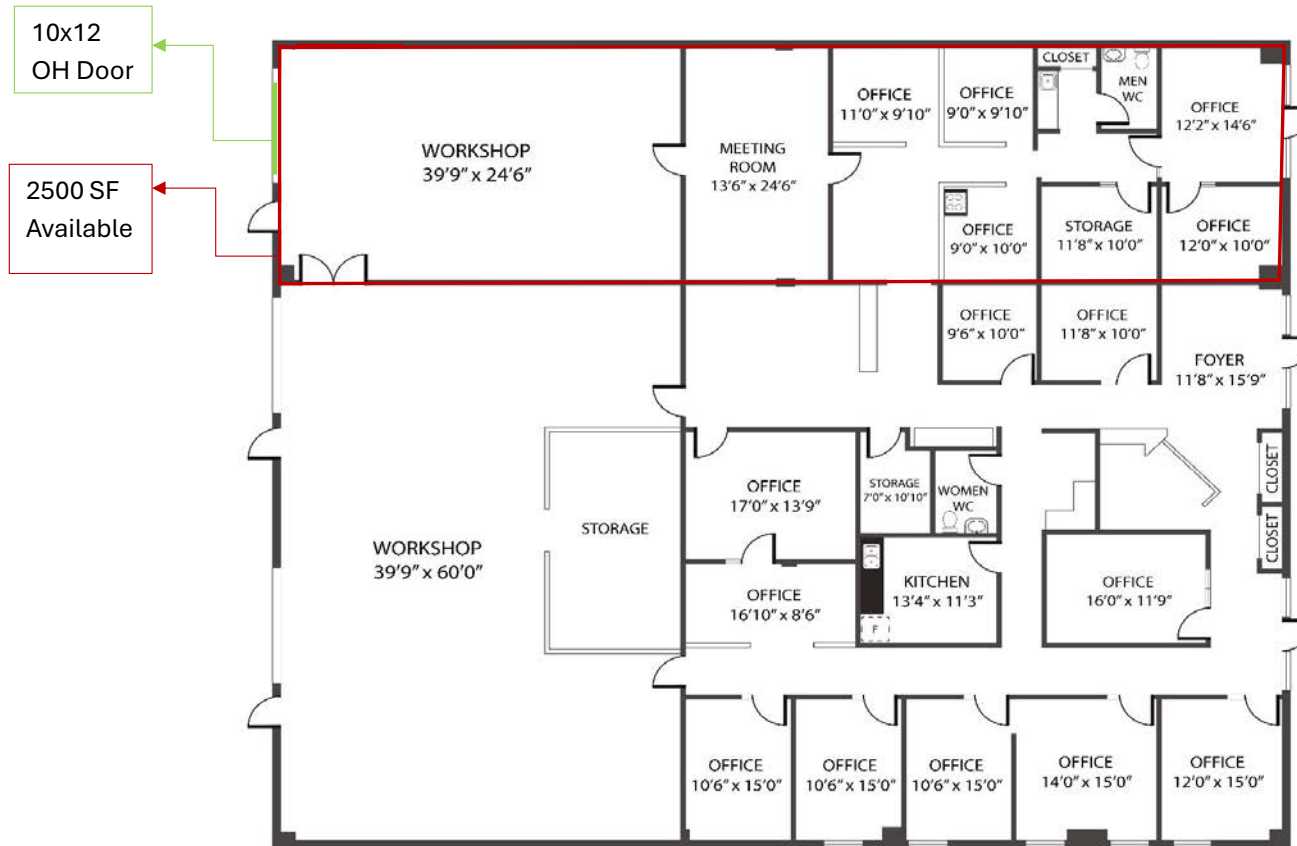 10x12
OH Door
2500 SF
Available
WORKSHOP
39'9" x 24'6"
MEETING
ROOM
13'6" x 24'6"
OFFICE
11'0" x 9'10"
OFFICE
9'0" x 9'10"
CLOSET
MEN
WC
OFFICE
12'2" x 14'6"
OFFICE
9'0" x 10'0"
STORAGE
11'8" x 10'0"
OFFICE
12'0" x 10'0"
OFFICE
9'6" x 10'0"
OFFICE
11'8" x 10'0"
FOYER
11'8" x 15'9"
WORKSHOP
39'9" x 60'0"
STORAGE
OFFICE
17'0" x 13'9"
STORAGE
7'0" x 10'10"
WOMEN
WC
CLOSET
CLOSET
OFFICE
16'10" x 8'6"
KITCHEN
13'4" x 11'3"
F
OFFICE
16'0" x 11'9"
OFFICE
10'6" x 15'0"
OFFICE
10'6" x 15'0"
OFFICE
10'6" x 15'0"
OFFICE
14'0" x 15'0"
OFFICE
12'0" x 15'0"